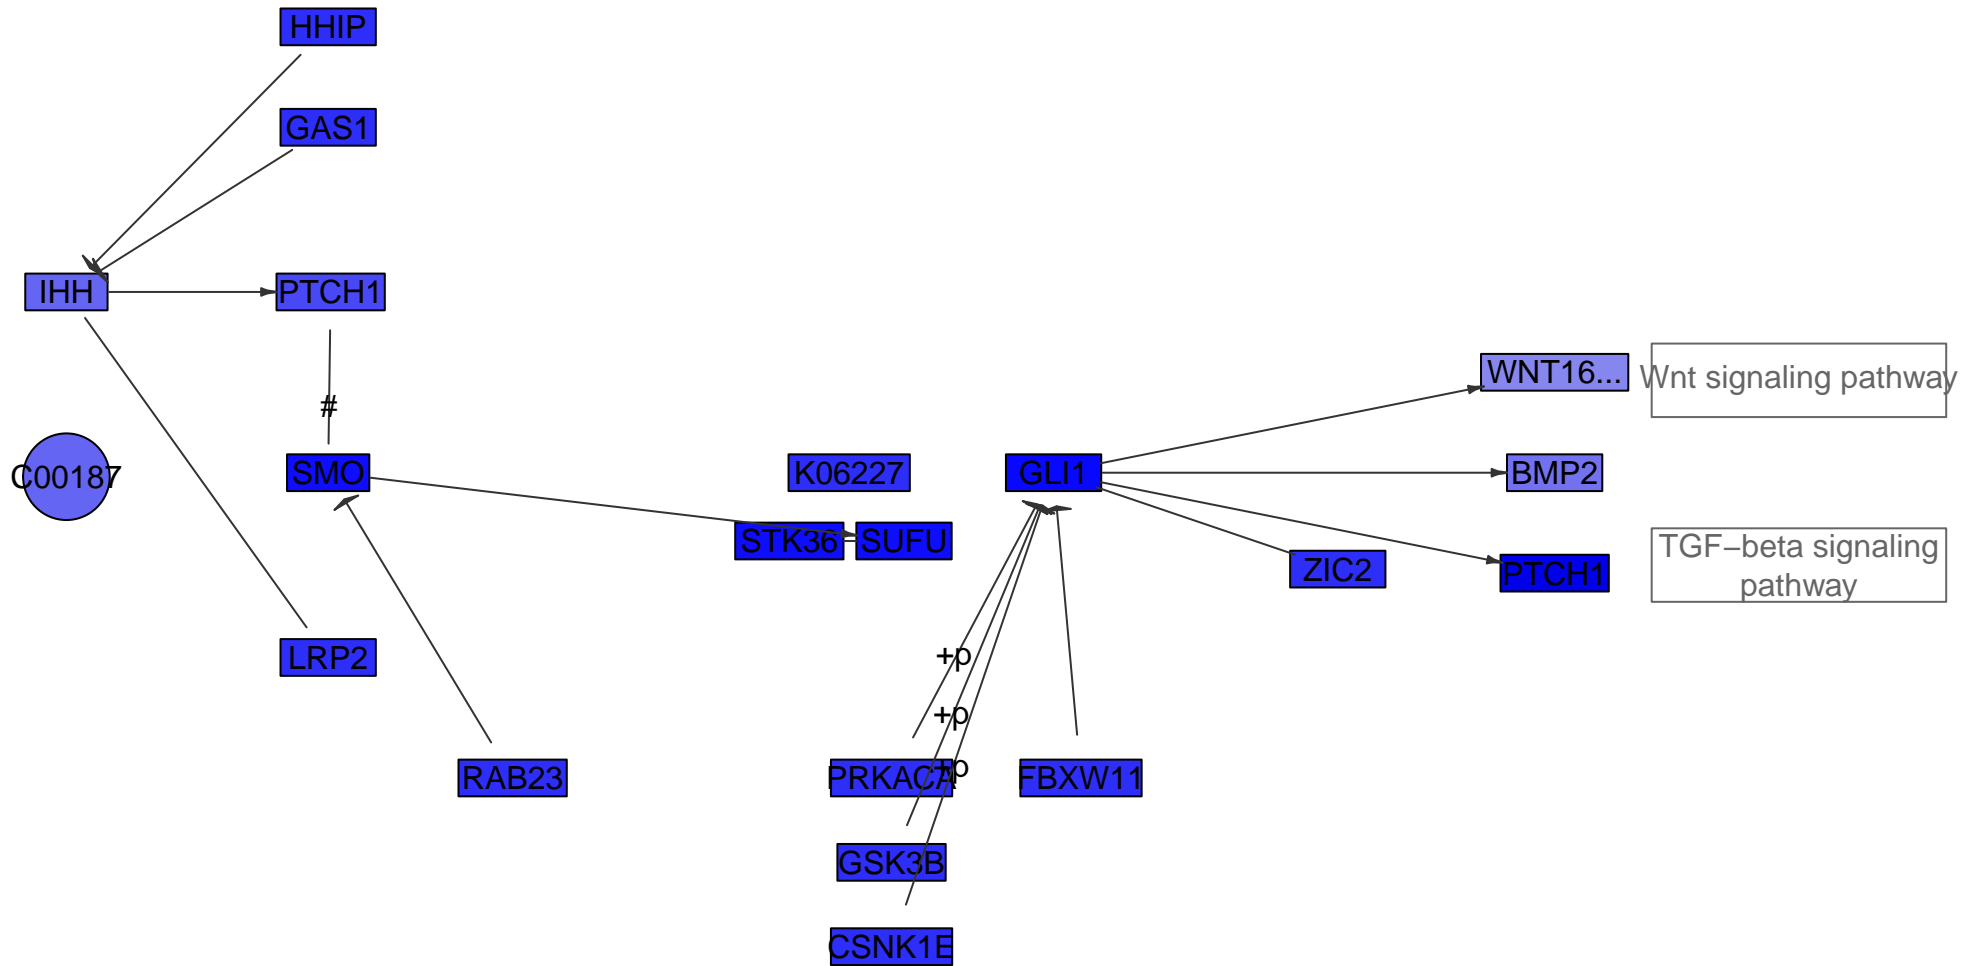 HHIP
GAS1
IHH
PTCH1
WNT16...
Wnt signaling pathway
#
C00187
SMO
K06227
GLI1
BMP2
STK36
SUFU
ZIC2
PTCH1
TGF−beta signaling
pathway
LRP2
+p
+p
+p
RAB23
PRKACA
FBXW11
GSK3B
CSNK1E